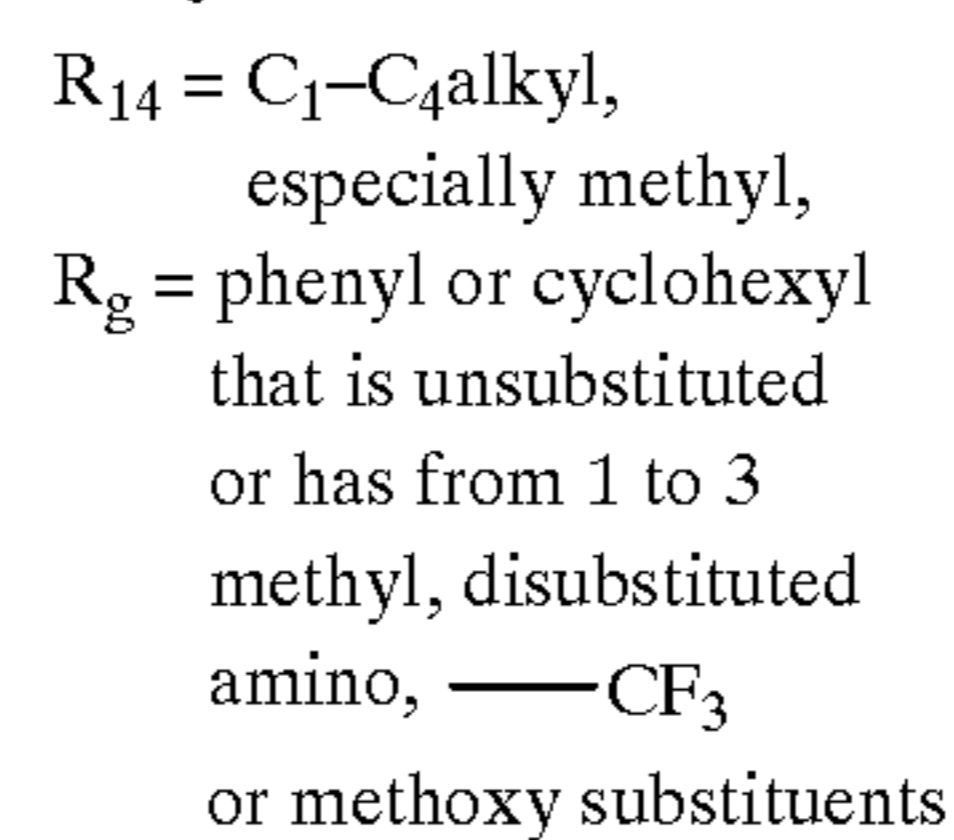 R₁₄ = C₁–C₄alkyl,
especially methyl,
R_g = phenyl or cyclohexyl
that is unsubstituted
or has from 1 to 3
methyl, disubstituted
amino, —CF₃
or methoxy substituents